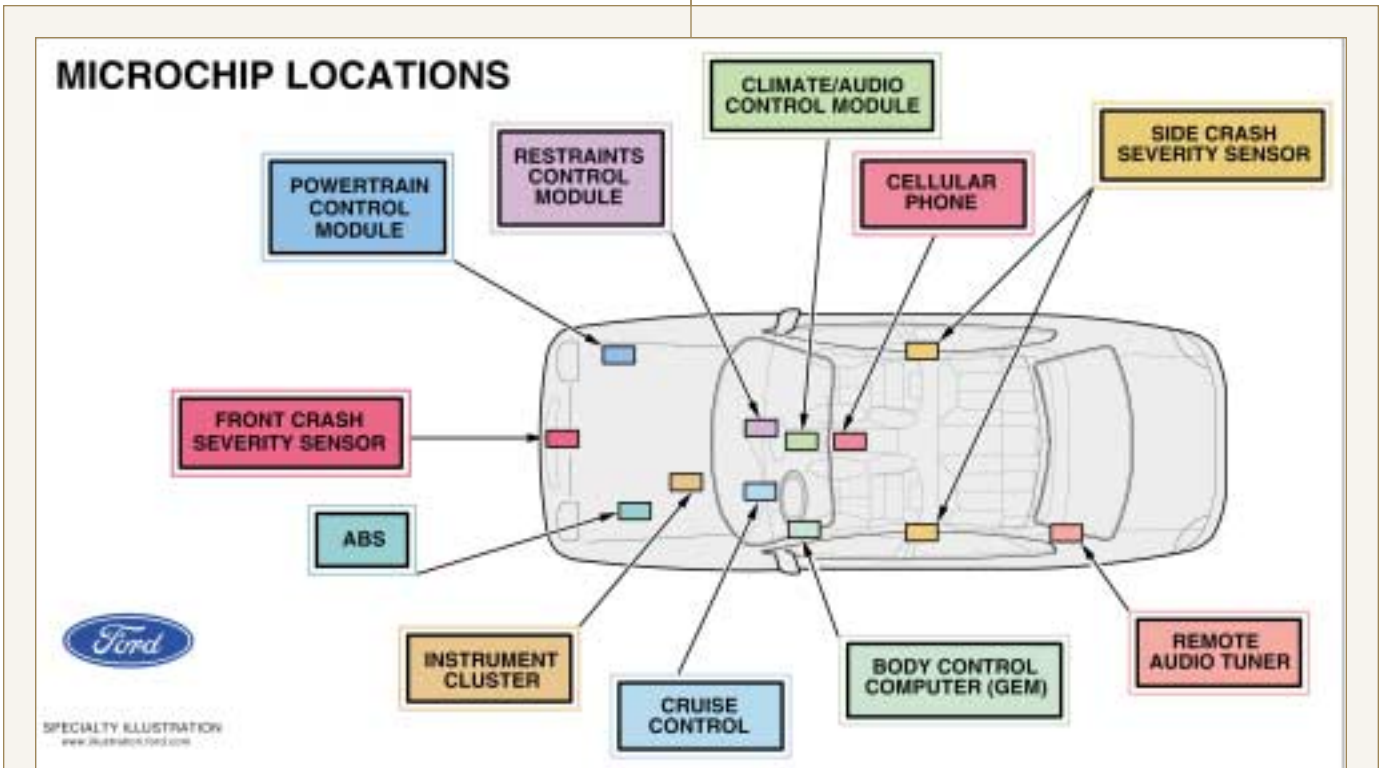 MICROCHIP LOCATIONS
CLIMATE/AUDIO
CONTROL MODULE
SIDE CRASH
SEVERITY SENSOR
RESTRAINTS
CONTROL
MODULE
CELLULAR
PHONE
POWERTRAIN
CONTROL
MODULE
FRONT CRASH
SEVERITY SENSOR
ABS
Ford
INSTRUMENT
CLUSTER
CRUISE
CONTROL
BODY CONTROL
COMPUTER (GEM)
REMOTE
AUDIO TUNER
SPECIALTY ILLUSTRATION